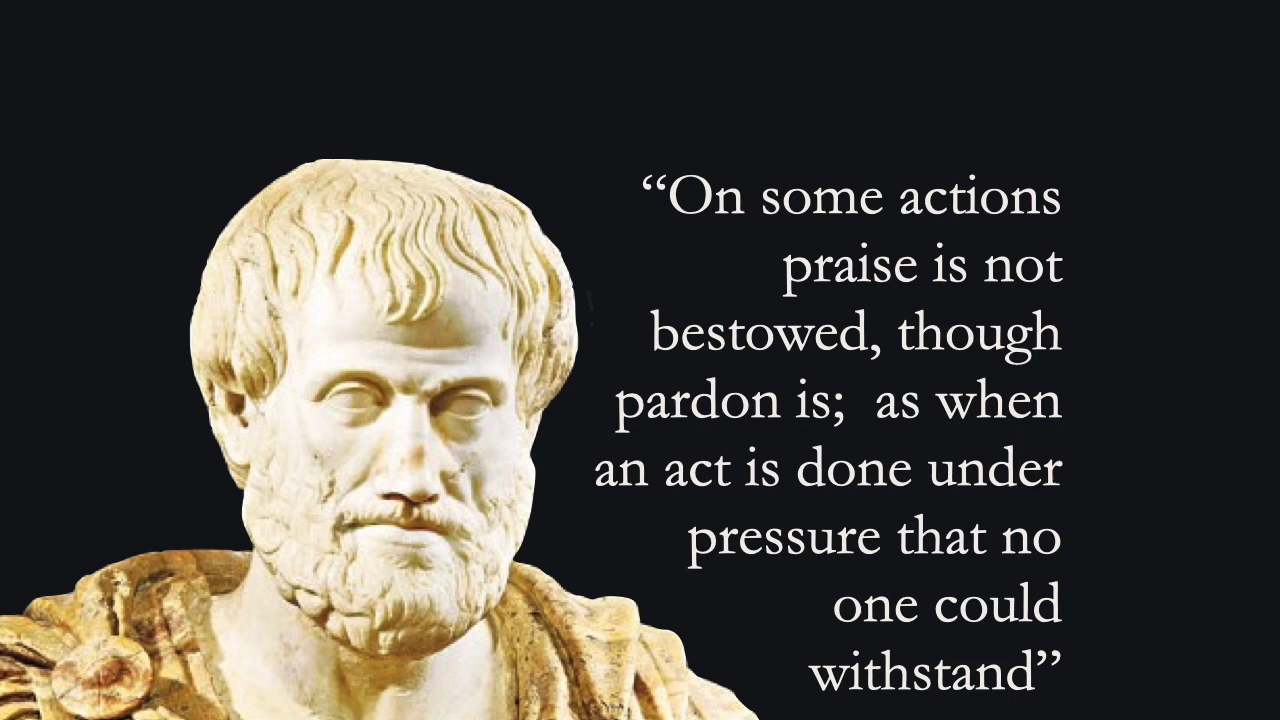 “On some actions
praise is not
bestowed, though
pardon is;  as when
an act is done under
pressure that no
one could
withstand”